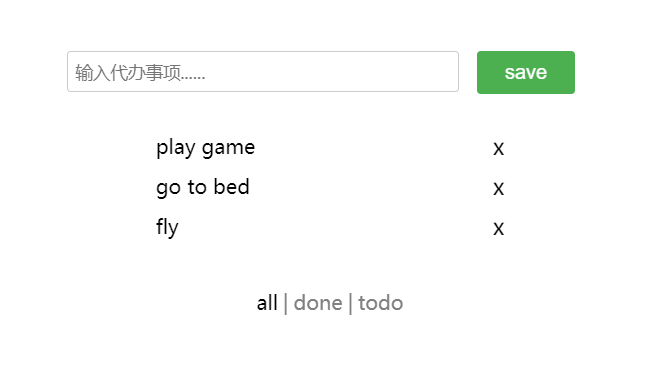 输入代办事项...... save
play game x
go to bed x
fly x
all | done | todo